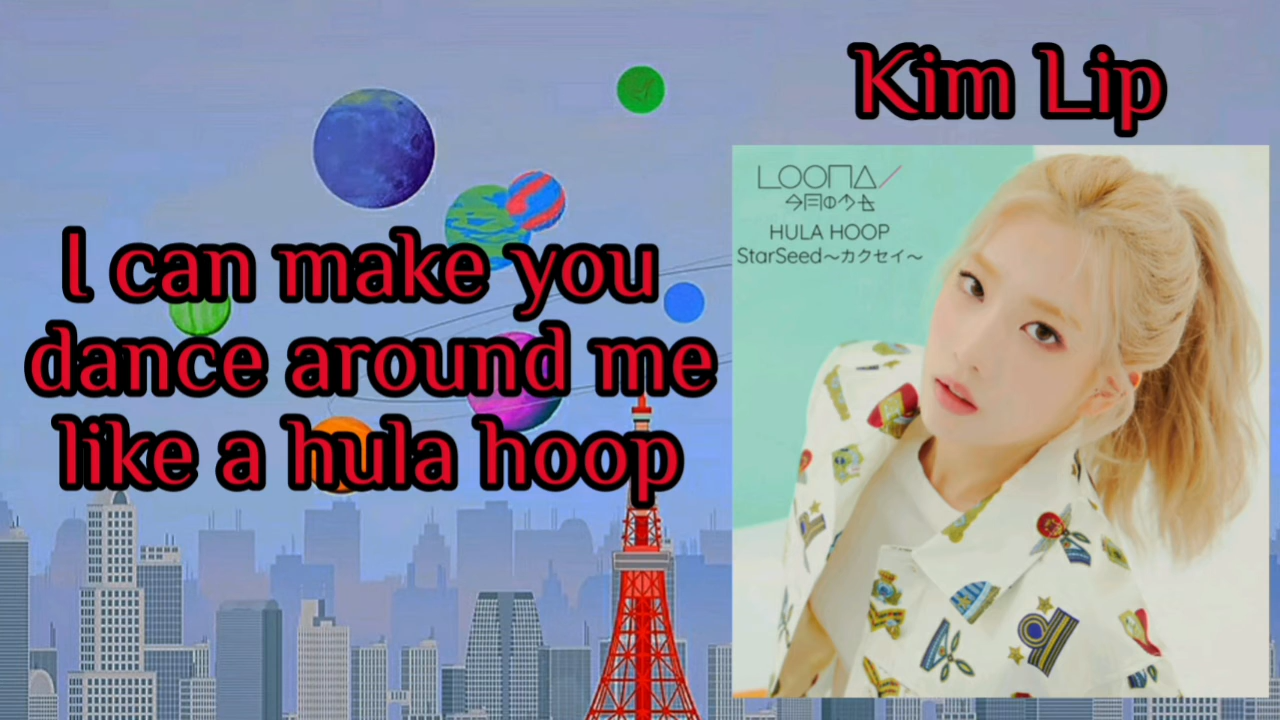 Kim Lip
I can make you
dance around me
like a hula hoop
LOOΠΔ/
今月の少女
HULA HOOP
StarSeed～カクセイ～